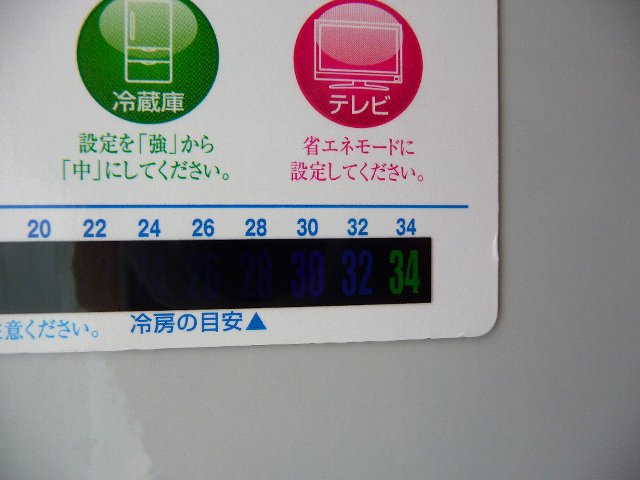 冷蔵庫
設定を「強」から
「中」にしてください。
テレビ
省エネモードに
設定してください。
20 22 24 26 28 30 32 34
26 28 30 32 34
意ください。 冷房の目安▲